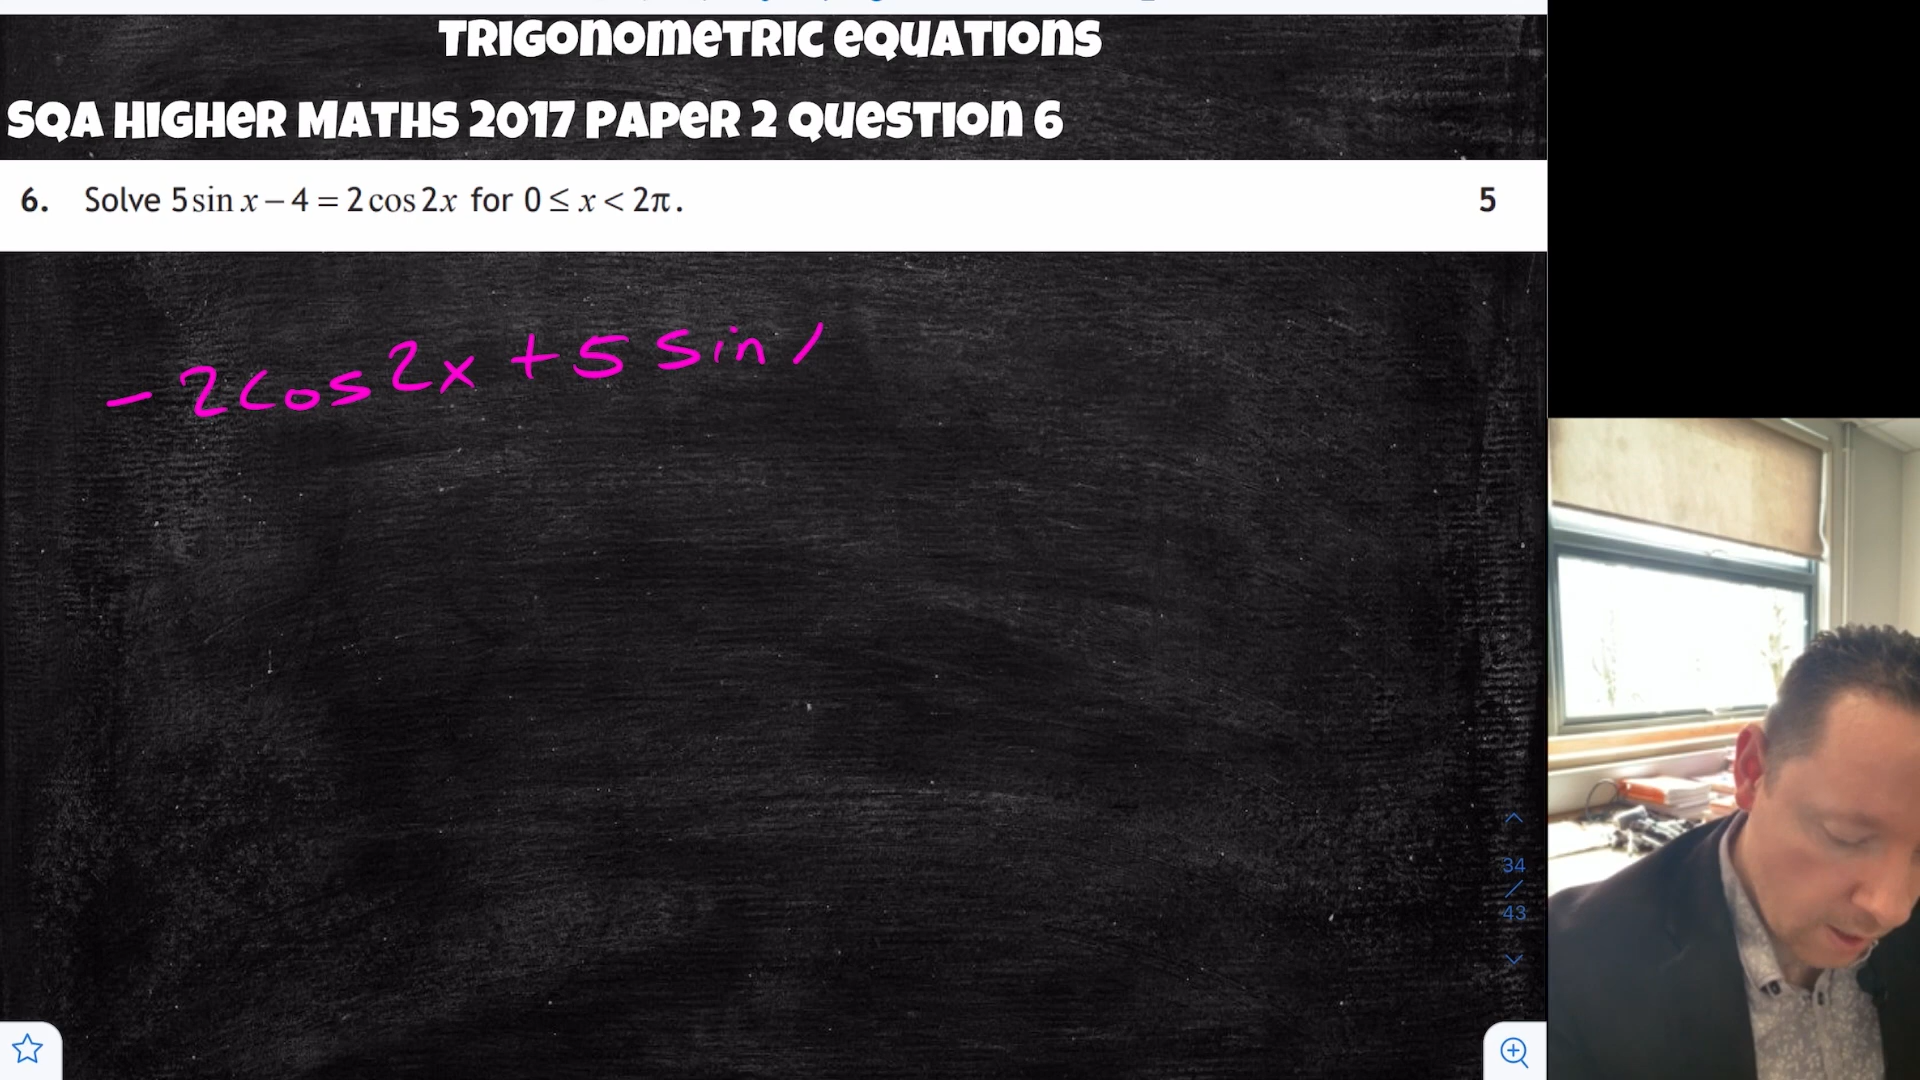 TRIGONOMETRIC EQUATIONS
SQA HIGHER MATHS 2017 PAPER 2 QUESTION 6
6. Solve 5 sin x − 4 = 2 cos 2x for 0 ≤ x < 2π. 5
− 2cos2x + 5 sin
34
/
43